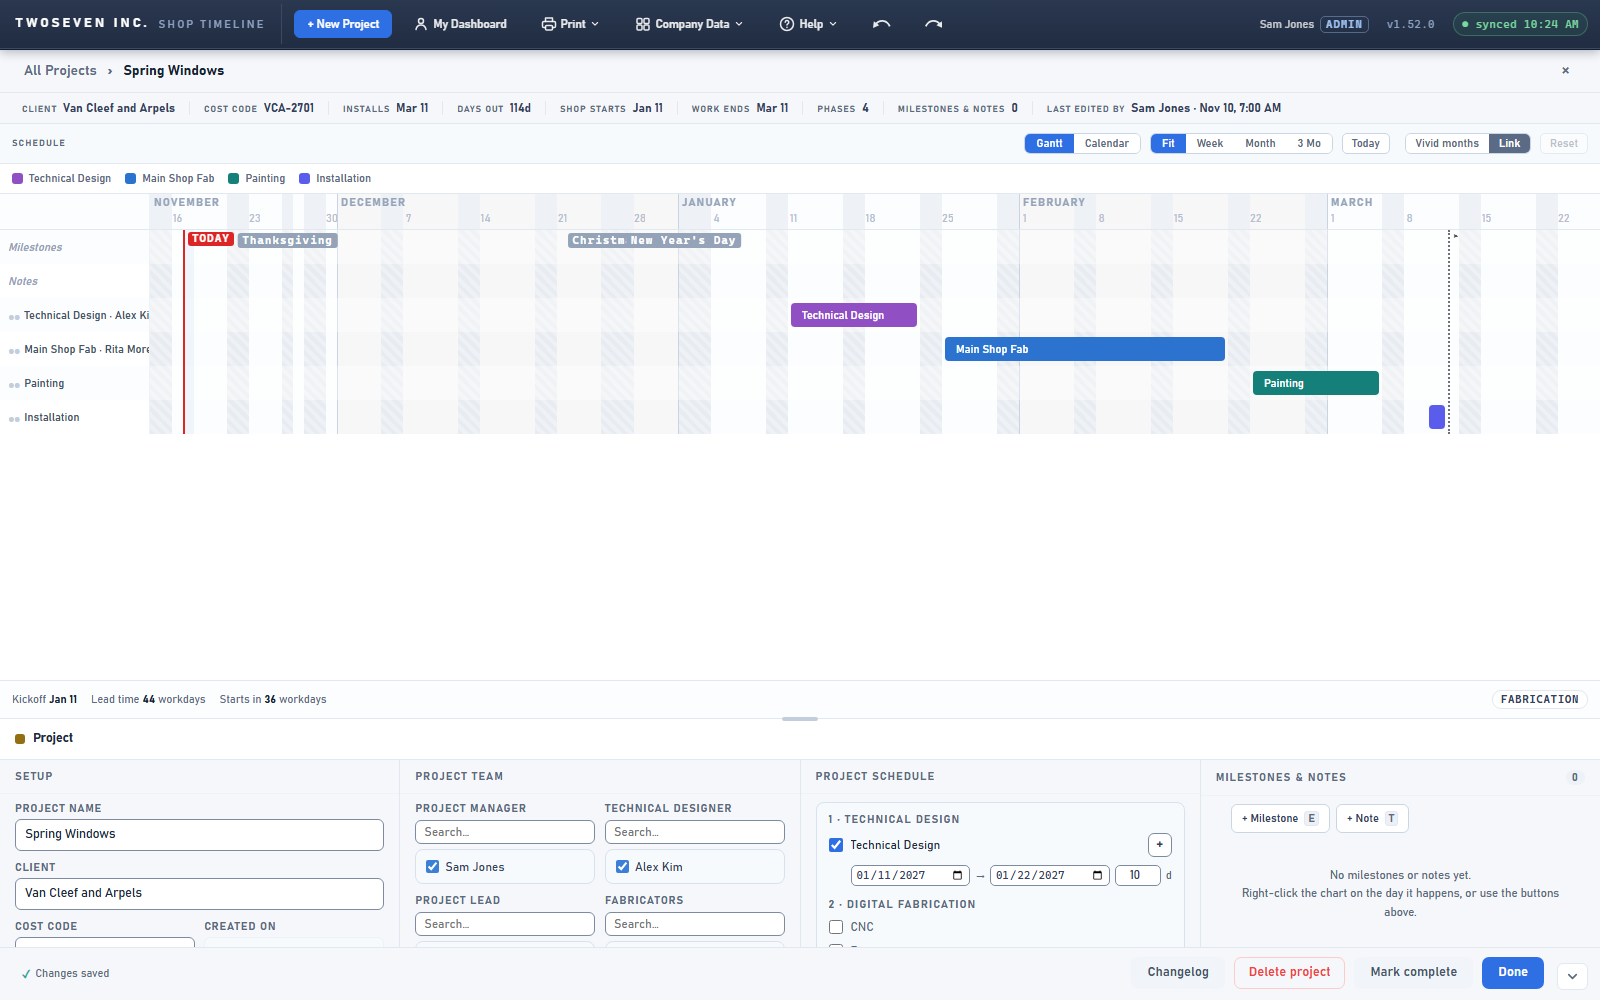 TWOSEVEN INC. SHOP TIMELINE + New Project My Dashboard Print Company Data Help Sam Jones ADMIN v1.52.0 synced 10:24 AM
All Projects › Spring Windows ×
CLIENT Van Cleef and Arpels COST CODE VCA-2701 INSTALLS Mar 11 DAYS OUT 114d SHOP STARTS Jan 11 WORK ENDS Mar 11 PHASES 4 MILESTONES & NOTES 0 LAST EDITED BY Sam Jones · Nov 10, 7:00 AM
SCHEDULE Gantt Calendar Fit Week Month 3 Mo Today Vivid months Link Reset
Technical Design Main Shop Fab Painting Installation
NOVEMBER DECEMBER JANUARY FEBRUARY MARCH
16 23 30 7 14 21 28 4 11 18 25 1 8 15 22 1 8 15 22
Milestones TODAY Thanksgiving Christm New Year's Day
Notes
Technical Design · Alex Ki Technical Design
Main Shop Fab · Rita More Main Shop Fab
Painting Painting
Installation
Kickoff Jan 11 Lead time 44 workdays Starts in 36 workdays FABRICATION
Project
SETUP PROJECT TEAM PROJECT SCHEDULE MILESTONES & NOTES 0
PROJECT NAME PROJECT MANAGER TECHNICAL DESIGNER 1 · TECHNICAL DESIGN + Milestone E + Note T
Spring Windows Search... Search... Technical Design +
CLIENT Sam Jones Alex Kim 01/11/2027 → 01/22/2027 10 d No milestones or notes yet.
Van Cleef and Arpels PROJECT LEAD FABRICATORS 2 · DIGITAL FABRICATION Right-click the chart on the day it happens, or use the buttons
above.
COST CODE CREATED ON Search... Search... CNC
✓ Changes saved Changelog Delete project Mark complete Done